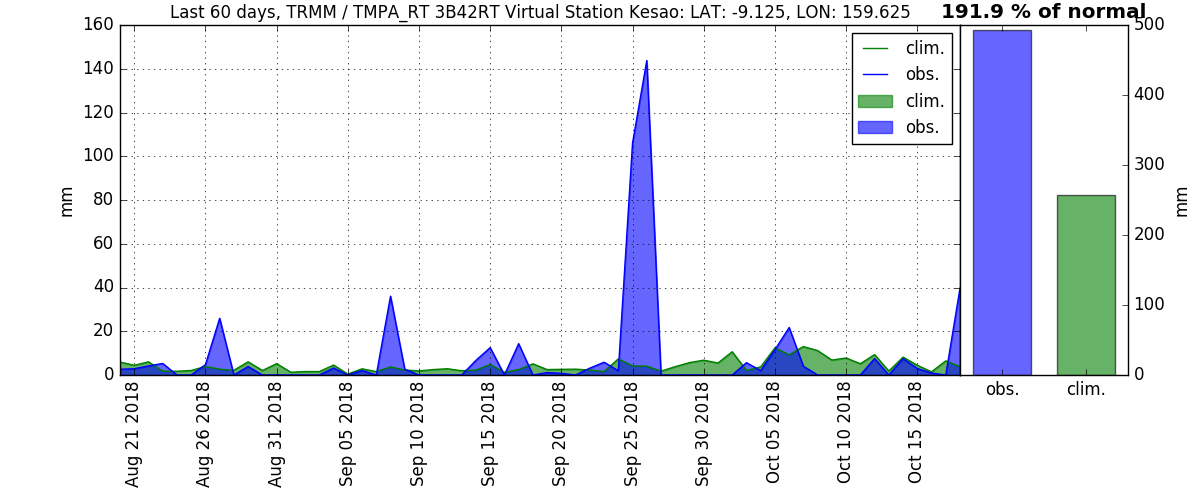 Last 60 days, TRMM / TMPA_RT 3B42RT Virtual Station Kesao: LAT: -9.125, LON: 159.625
191.9 % of normal
160
140
120
100
80
60
40
20
0
mm
clim.
obs.
clim.
obs.
Aug 21 2018
Aug 26 2018
Aug 31 2018
Sep 05 2018
Sep 10 2018
Sep 15 2018
Sep 20 2018
Sep 25 2018
Sep 30 2018
Oct 05 2018
Oct 10 2018
Oct 15 2018
500
400
300
200
100
0
mm
obs.
clim.